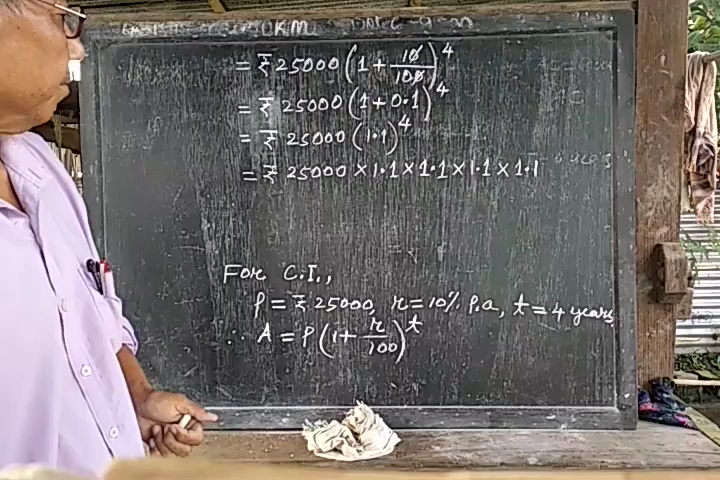 = ₹ 25000 (1 + 10/100)^4
= ₹ 25000 (1 + 0.1)^4
= ₹ 25000 (1.1)^4
= ₹ 25000 × 1.1 × 1.1 × 1.1 × 1.1
For C.I.,
P = ₹ 25000, r = 10% P.a, t = 4 years
∴ A = P (1 + r/100)^t